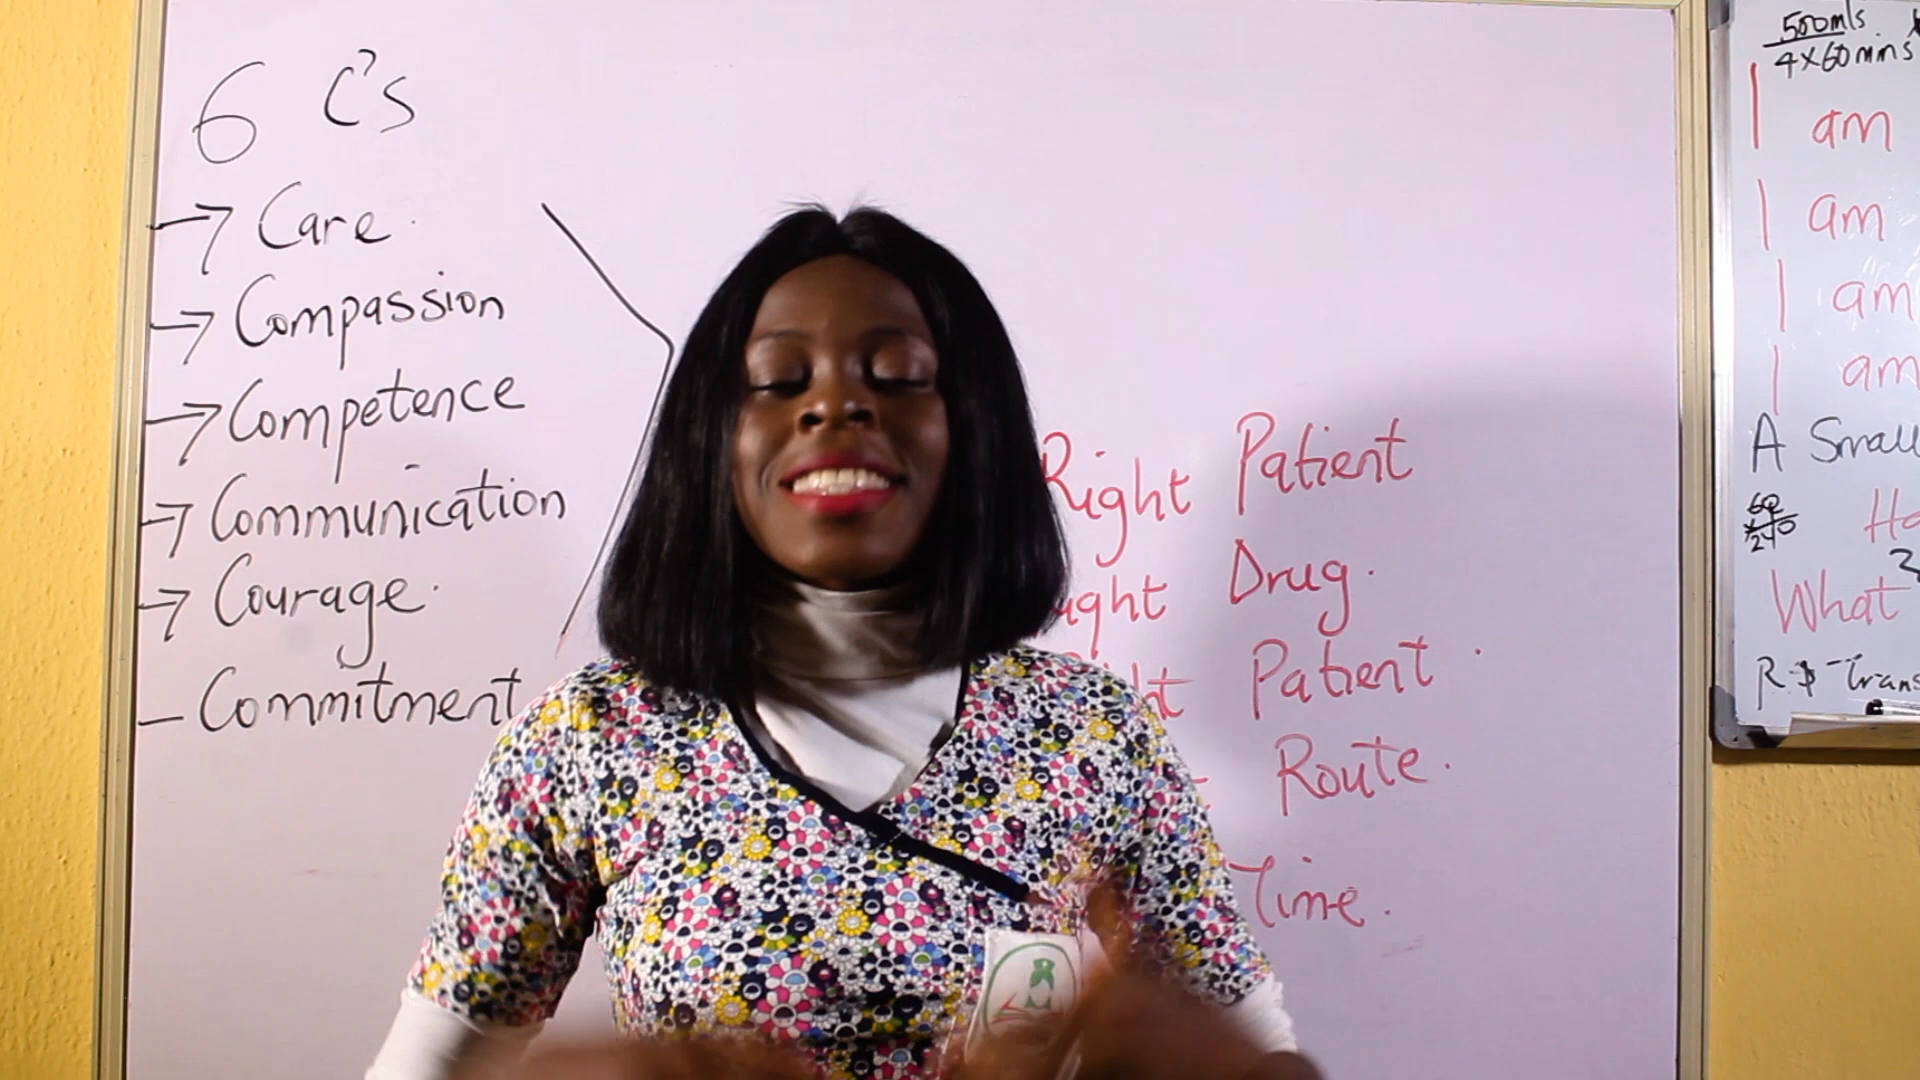 6 C's
→ Care.
→ Compassion
→ Competence
→ Communication
→ Courage.
- Commitment
Right Patient
Drug.
Patient.
Route.
Time.
500mls
4x60mins
I am
I am
I am
I am
A Small
What